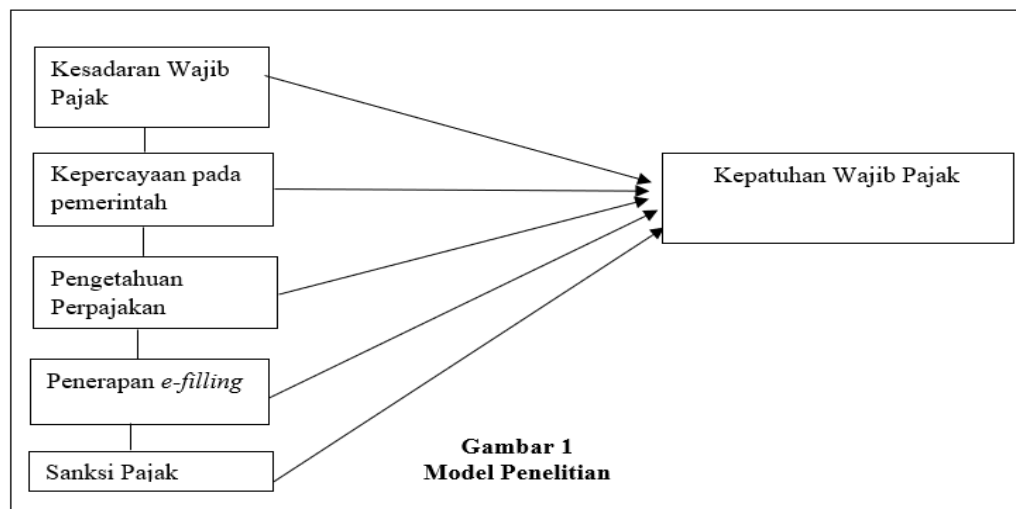 Kesadaran Wajib
Pajak
Kepercayaan pada
pemerintah
Kepatuhan Wajib Pajak
Pengetahuan
Perpajakan
Penerapan e-filling
Sanksi Pajak
Gambar 1
Model Penelitian